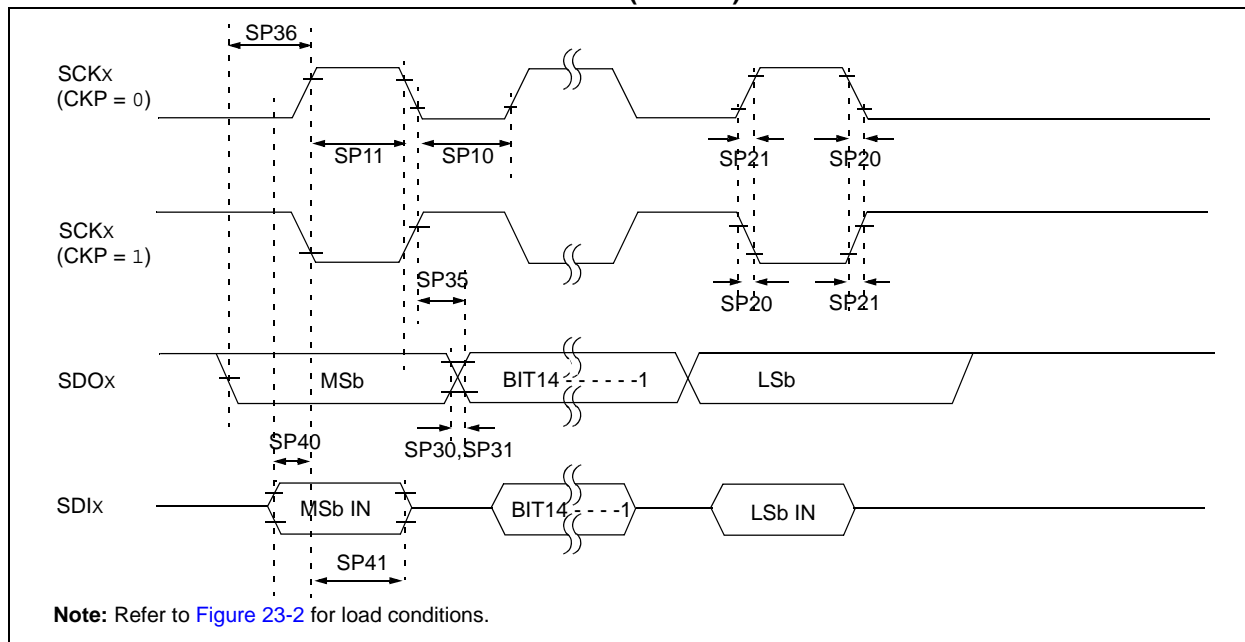 SP36
SCKx
(CKP = 0)
SP11
SP10
SP21
SP20
SCKx
(CKP = 1)
SP35
SP20
SP21
SDOx
MSb
BIT14 - - - - - -1
LSb
SP40
SP30,SP31
SDIx
MSb IN
BIT14 - - - -1
LSb IN
SP41
Note: Refer to Figure 23-2 for load conditions.